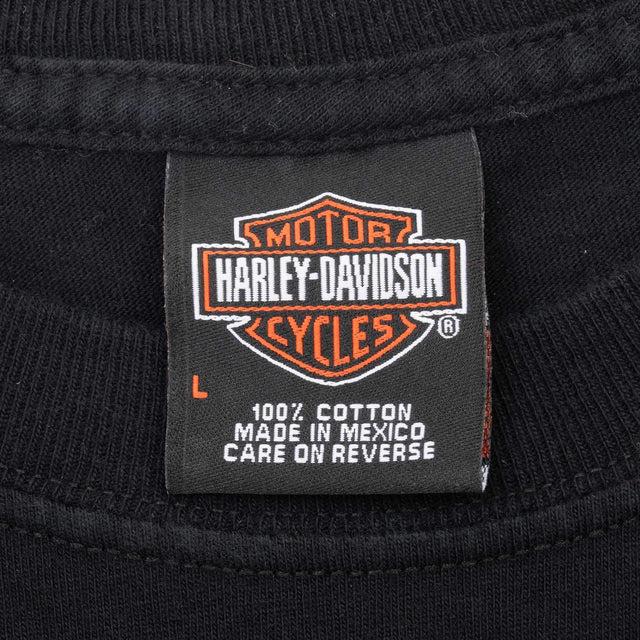 MOTOR
HARLEY-DAVIDSON
CYCLES
®
L
100% COTTON
MADE IN MEXICO
CARE ON REVERSE